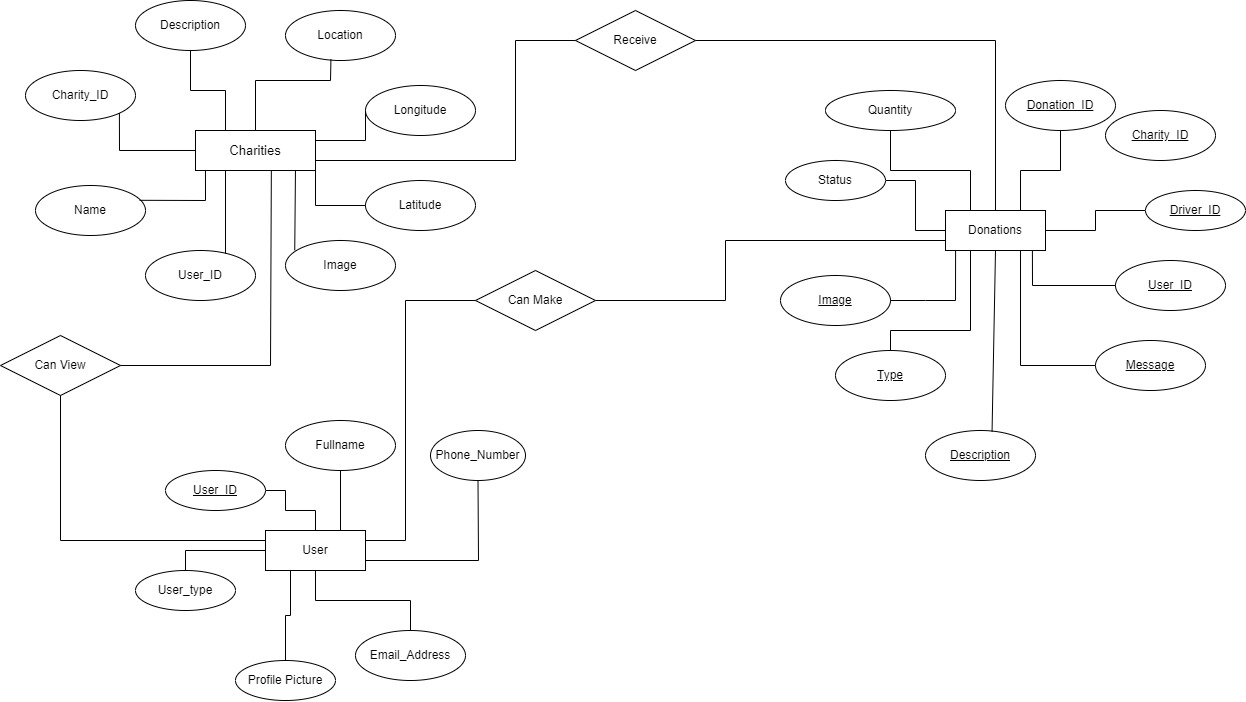 Description
Location
Receive
Charity_ID
Longitude
Quantity
Donation_ID
Charity_ID
Charities
Status
Name
Latitude
Driver_ID
Donations
User_ID
Image
User_ID
Can Make
Image
Can View
Type
Message
Fullname
Phone_Number
Description
User_ID
User
User_type
Email_Address
Profile Picture